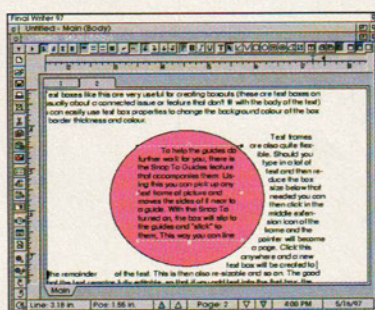 Final Writer 97
Untitled - Main (Body)
1 2
Text boxes like this are very useful for creating boxouts (these are text boxes on
usually about a connected issue or feature that don't fit with the body of the text)
can easily use text box properties to change the background colour of the box
border thickness and colour.
To help the guides do
further work for you, there is
the Snap To Guides feature
that accompanies them. Us-
ing this you can pick up any
text frame or picture and
moves the sides of it near to
a guide. With the Snap To
turned on, the box will slip to
the guides and "stick" to
them. This way you can line
Text frames
are also quite flex-
ible. Should you
type in a lot of
text and then re-
duce the box
size below that
needed you can
then click in the
middle exten-
sion icon of the
frame and the
pointer will become
a page. Click this
anywhere and a new
text box will be created to
the remainder of the text. This is then also re-sizable and so on. The good
Main
Line: 3.18 in. Pos: 1.55 in. Page: 2 4:00 PM 5/16/97